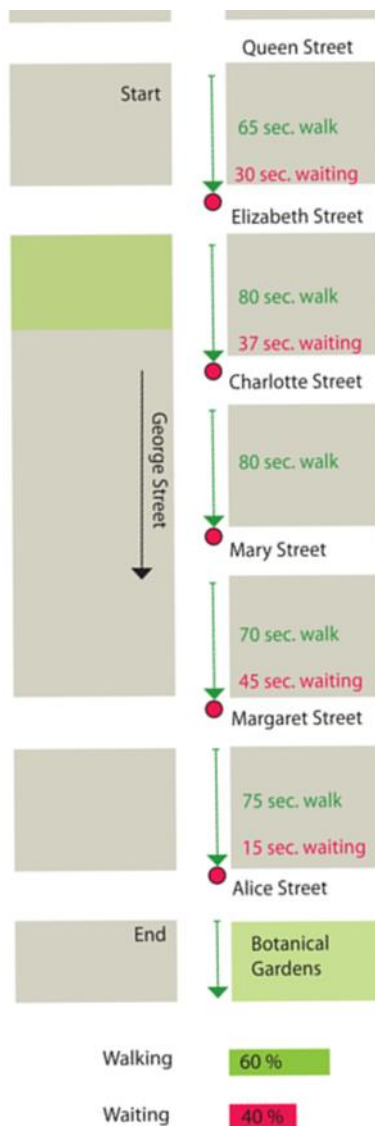 Queen Street
Start
65 sec. walk
30 sec. waiting
Elizabeth Street
80 sec. walk
37 sec. waiting
Charlotte Street
George Street
80 sec. walk
Mary Street
70 sec. walk
45 sec. waiting
Margaret Street
75 sec. walk
15 sec. waiting
Alice Street
End
Botanical
Gardens
Walking
60 %
Waiting
40 %